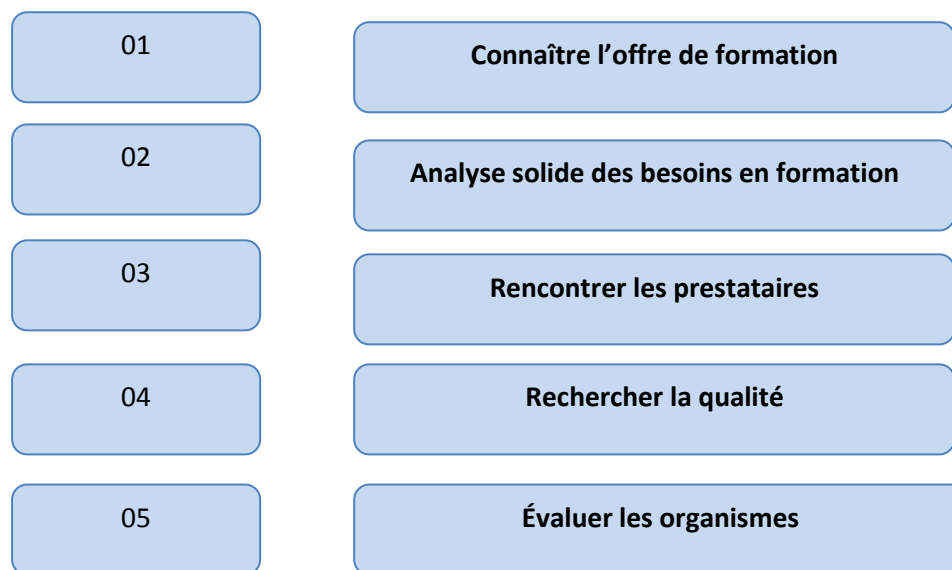 01
Connaître l’offre de formation
02
Analyse solide des besoins en formation
03
Rencontrer les prestataires
04
Rechercher la qualité
05
Évaluer les organismes